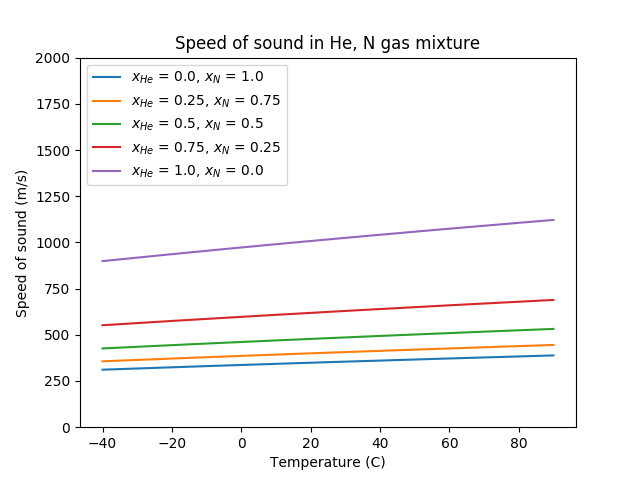 Speed of sound in He, N gas mixture
2000
1750
1500
1250
1000
750
500
250
0
Speed of sound (m/s)
x_He = 0.0, x_N = 1.0
x_He = 0.25, x_N = 0.75
x_He = 0.5, x_N = 0.5
x_He = 0.75, x_N = 0.25
x_He = 1.0, x_N = 0.0
−40 −20 0 20 40 60 80
Temperature (C)